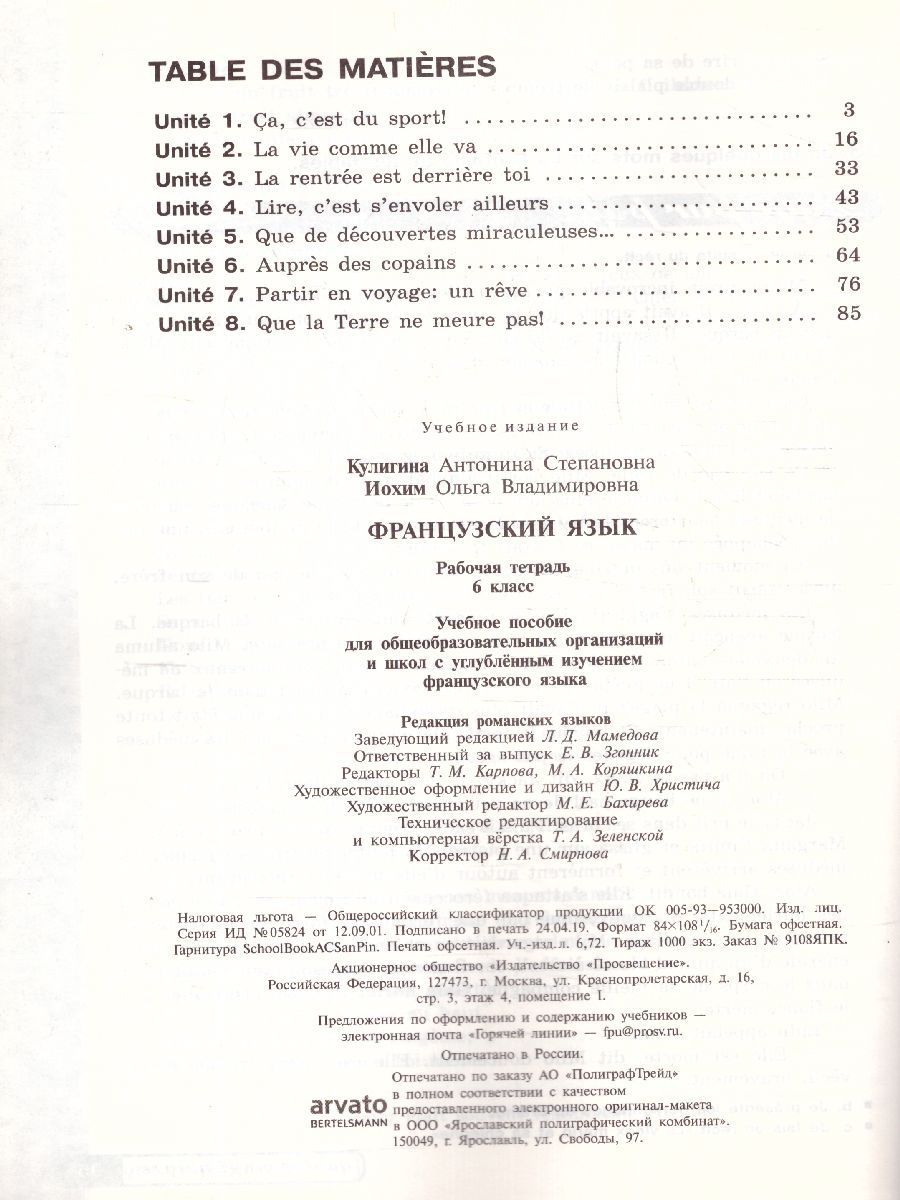 TABLE DES MATIÈRES
Unité 1. Ça, c'est du sport! .............................. 3
Unité 2. La vie comme elle va .............................. 16
Unité 3. La rentrée est derrière toi ........................ 33
Unité 4. Lire, c'est s'envoler ailleurs ........................ 43
Unité 5. Que de découvertes miraculeuses... .................. 53
Unité 6. Auprès des copains .............................. 64
Unité 7. Partir en voyage: un rêve .......................... 76
Unité 8. Que la Terre ne meure pas! ........................ 85
Учебное издание
Кулигина Антонина Степановна
Иохим Ольга Владимировна
ФРАНЦУЗСКИЙ ЯЗЫК
Рабочая тетрадь
6 класс
Учебное пособие
для общеобразовательных организаций
и школ с углублённым изучением
французского языка
Редакция романских языков
Заведующий редакцией Л. Д. Мамедова
Ответственный за выпуск Е. В. Згонник
Редакторы Т. М. Карпова, М. А. Коряшкина
Художественное оформление и дизайн Ю. В. Христича
Художественный редактор М. Е. Бахирева
Техническое редактирование
и компьютерная вёрстка Т. А. Зеленской
Корректор Н. А. Смирнова
Налоговая льгота — Общероссийский классификатор продукции ОК 005-93—953000. Изд. лиц.
Серия ИД №05824 от 12.09.01. Подписано в печать 24.04.19. Формат 84×108 1/16. Бумага офсетная.
Гарнитура SchoolBookACSanPin. Печать офсетная. Уч.-изд.л. 6,72. Тираж 1000 экз. Заказ № 9108ЯПК.
Акционерное общество «Издательство «Просвещение».
Российская Федерация, 127473, г. Москва, ул. Краснопролетарская, д. 16,
стр. 3, этаж 4, помещение I.
Предложения по оформлению и содержанию учебников —
электронная почта «Горячей линии» — fpu@prosv.ru.
Отпечатано в России.
Отпечатано по заказу АО «ПолиграфТрейд»
в полном соответствии с качеством
предоставленного электронного оригинал-макета
в ООО «Ярославский полиграфический комбинат».
150049, г. Ярославль, ул. Свободы, 97.
arvato
BERTELSMANN